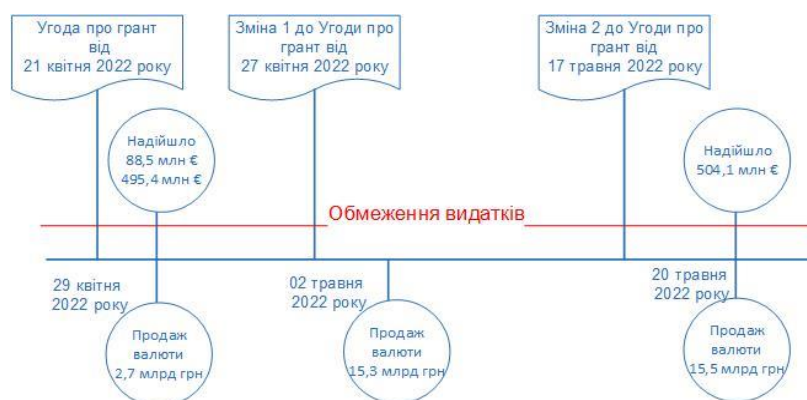 Угода про грант
від
21 квітня 2022 року
Зміна 1 до Угоди про
грант від
27 квітня 2022 року
Зміна 2 до Угоди про
грант від
17 травня 2022 року
Надійшло
88,5 млн €
495,4 млн €
Надійшло
504,1 млн €
Обмеження видатків
29 квітня
2022 року
02 травня
2022 року
20 травня
2022 року
Продаж
валюти
2,7 млрд грн
Продаж
валюти
15,3 млрд грн
Продаж
валюти
15,5 млрд грн